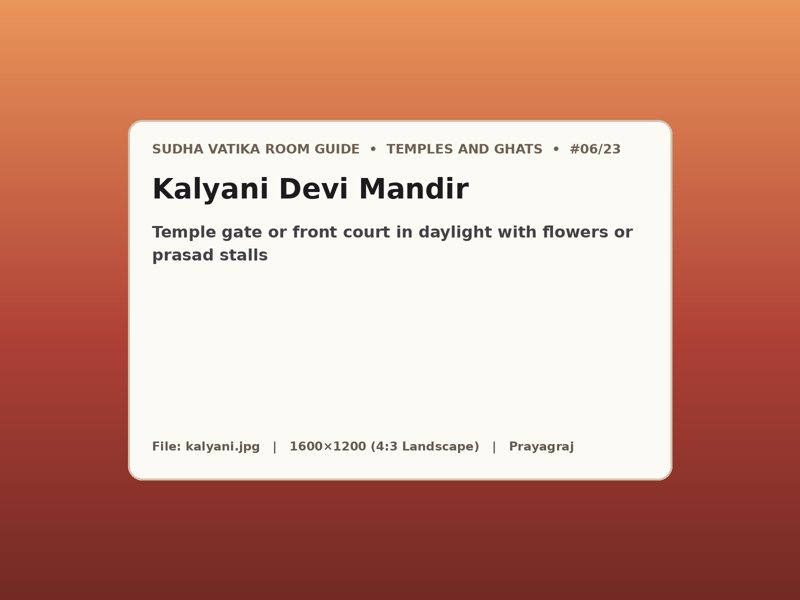 SUDHA VATIKA ROOM GUIDE • TEMPLES AND GHATS • #06/23
Kalyani Devi Mandir
Temple gate or front court in daylight with flowers or
prasad stalls
File: kalyani.jpg | 1600×1200 (4:3 Landscape) | Prayagraj